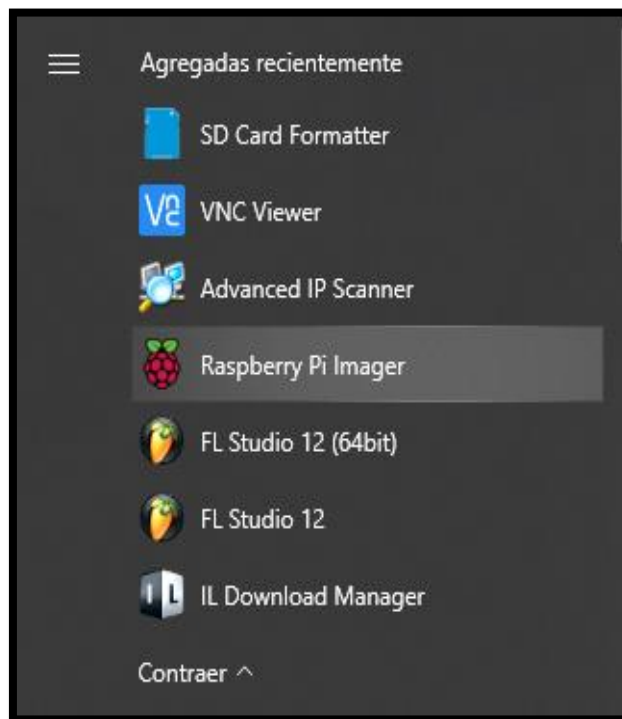 Agregadas recientemente
SD Card Formatter
VNC Viewer
Advanced IP Scanner
Raspberry Pi Imager
FL Studio 12 (64bit)
FL Studio 12
IL Download Manager
Contraer